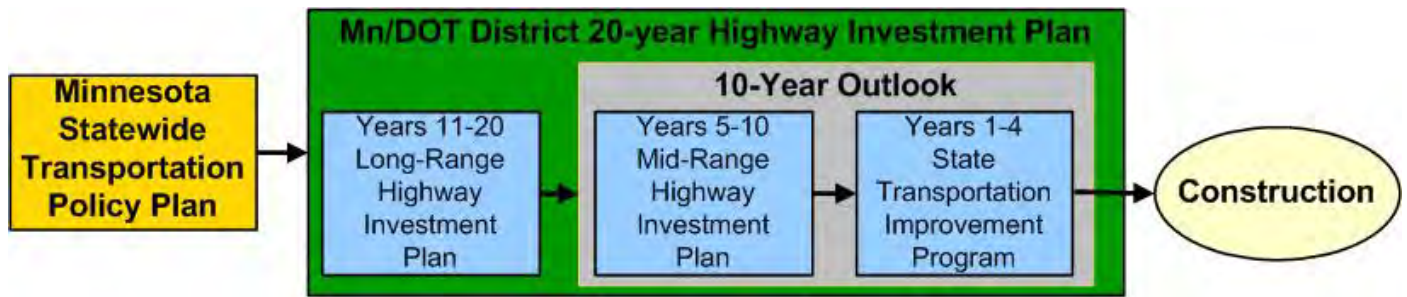 Mn/DOT District 20-year Highway Investment Plan
Minnesota
Statewide
Transportation
Policy Plan
10-Year Outlook
Years 11-20
Long-Range
Highway
Investment
Plan
Years 5-10
Mid-Range
Highway
Investment
Plan
Years 1-4
State
Transportation
Improvement
Program
Construction